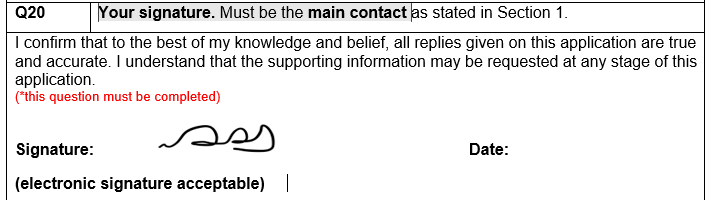 Q20 Your signature. Must be the main contact as stated in Section 1.
I confirm that to the best of my knowledge and belief, all replies given on this application are true
and accurate. I understand that the supporting information may be requested at any stage of this
application.
(*this question must be completed)
Signature: Date:
(electronic signature acceptable)